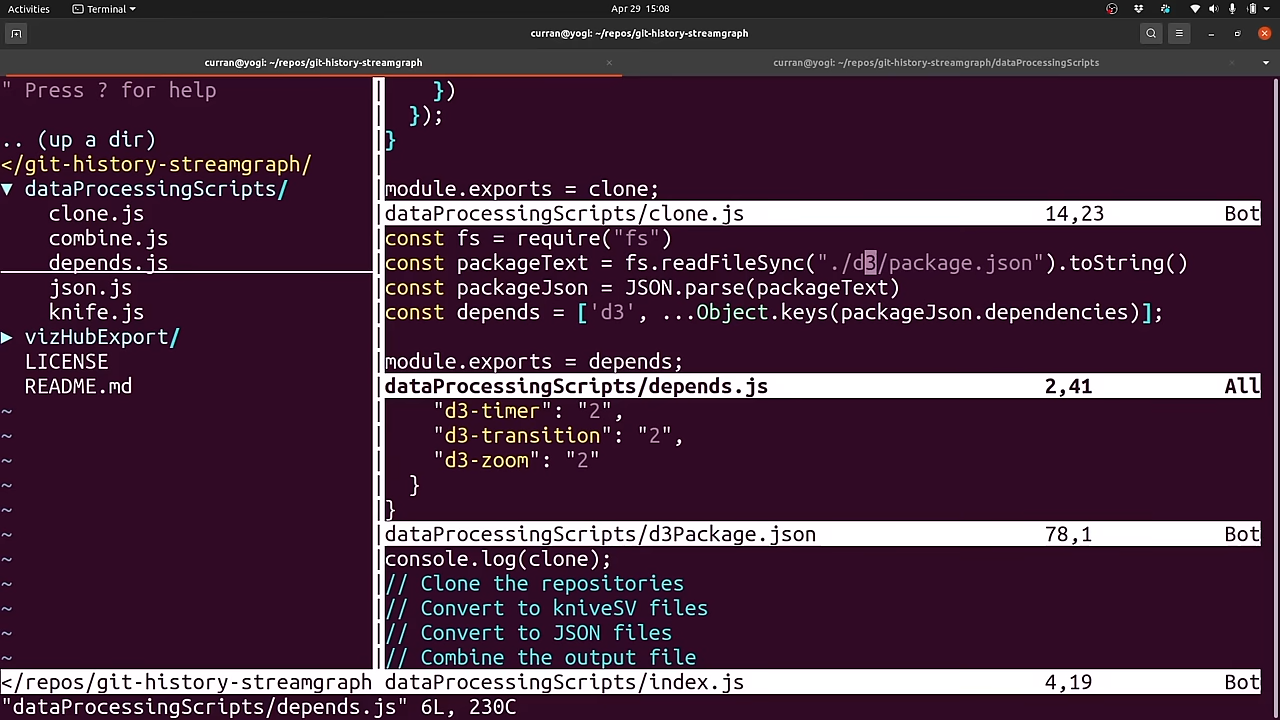 Activities Terminal Apr 29 15:08
curran@yogi: ~/repos/git-history-streamgraph
curran@yogi: ~/repos/git-history-streamgraph × curran@yogi: ~/repos/git-history-streamgraph/dataProcessingScripts ×
" Press ? for help
.. (up a dir)
</git-history-streamgraph/
▼ dataProcessingScripts/
clone.js
combine.js
depends.js
json.js
knife.js
▶ vizHubExport/
LICENSE
README.md
~
~
~
~
~
~
~
~
~
~
~
</repos/git-history-streamgraph
})
});
}
module.exports = clone;
dataProcessingScripts/clone.js 14,23 Bot
const fs = require("fs")
const packageText = fs.readFileSync("./d3/package.json").toString()
const packageJson = JSON.parse(packageText)
const depends = ['d3', ...Object.keys(packageJson.dependencies)];
module.exports = depends;
dataProcessingScripts/depends.js 2,41 All
"d3-timer": "2",
"d3-transition": "2",
"d3-zoom": "2"
}
}
dataProcessingScripts/d3Package.json 78,1 Bot
console.log(clone);
// Clone the repositories
// Convert to kniveSV files
// Convert to JSON files
// Combine the output file
dataProcessingScripts/index.js 4,19 Bot
"dataProcessingScripts/depends.js" 6L, 230C